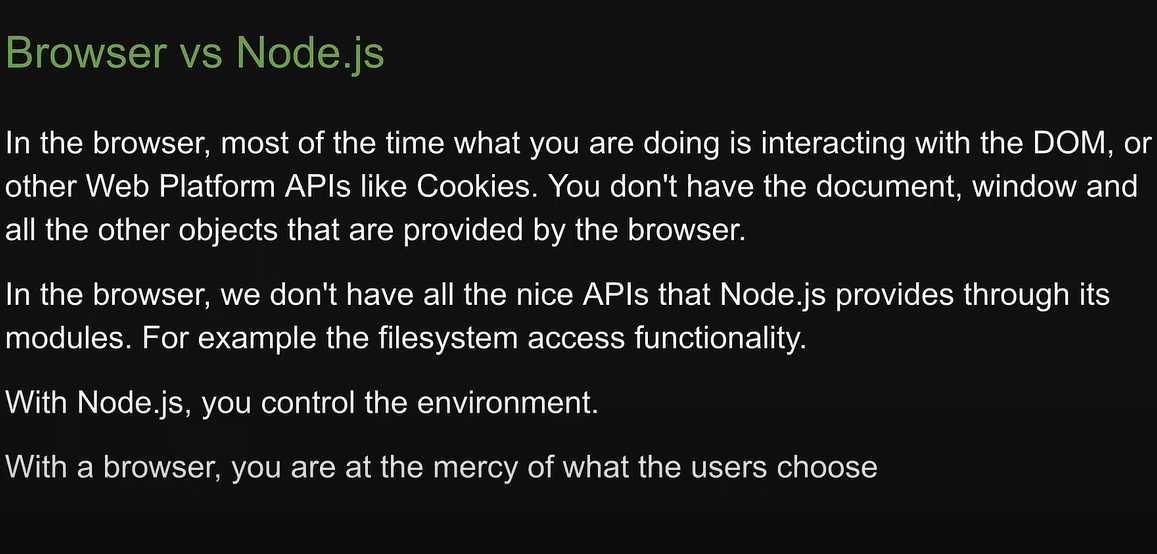 Browser vs Node.js
In the browser, most of the time what you are doing is interacting with the DOM, or
other Web Platform APIs like Cookies. You don't have the document, window and
all the other objects that are provided by the browser.
In the browser, we don't have all the nice APIs that Node.js provides through its
modules. For example the filesystem access functionality.
With Node.js, you control the environment.
With a browser, you are at the mercy of what the users choose